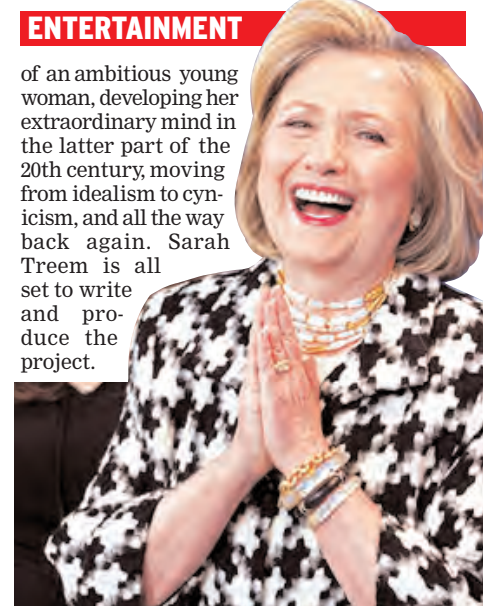 ENTERTAINMENT
of an ambitious young
woman, developing her
extraordinary mind in
the latter part of the
20th century, moving
from idealism to cyn-
icism, and all the way
back again. Sarah
Treem is all
set to write
and pro-
duce the
project.